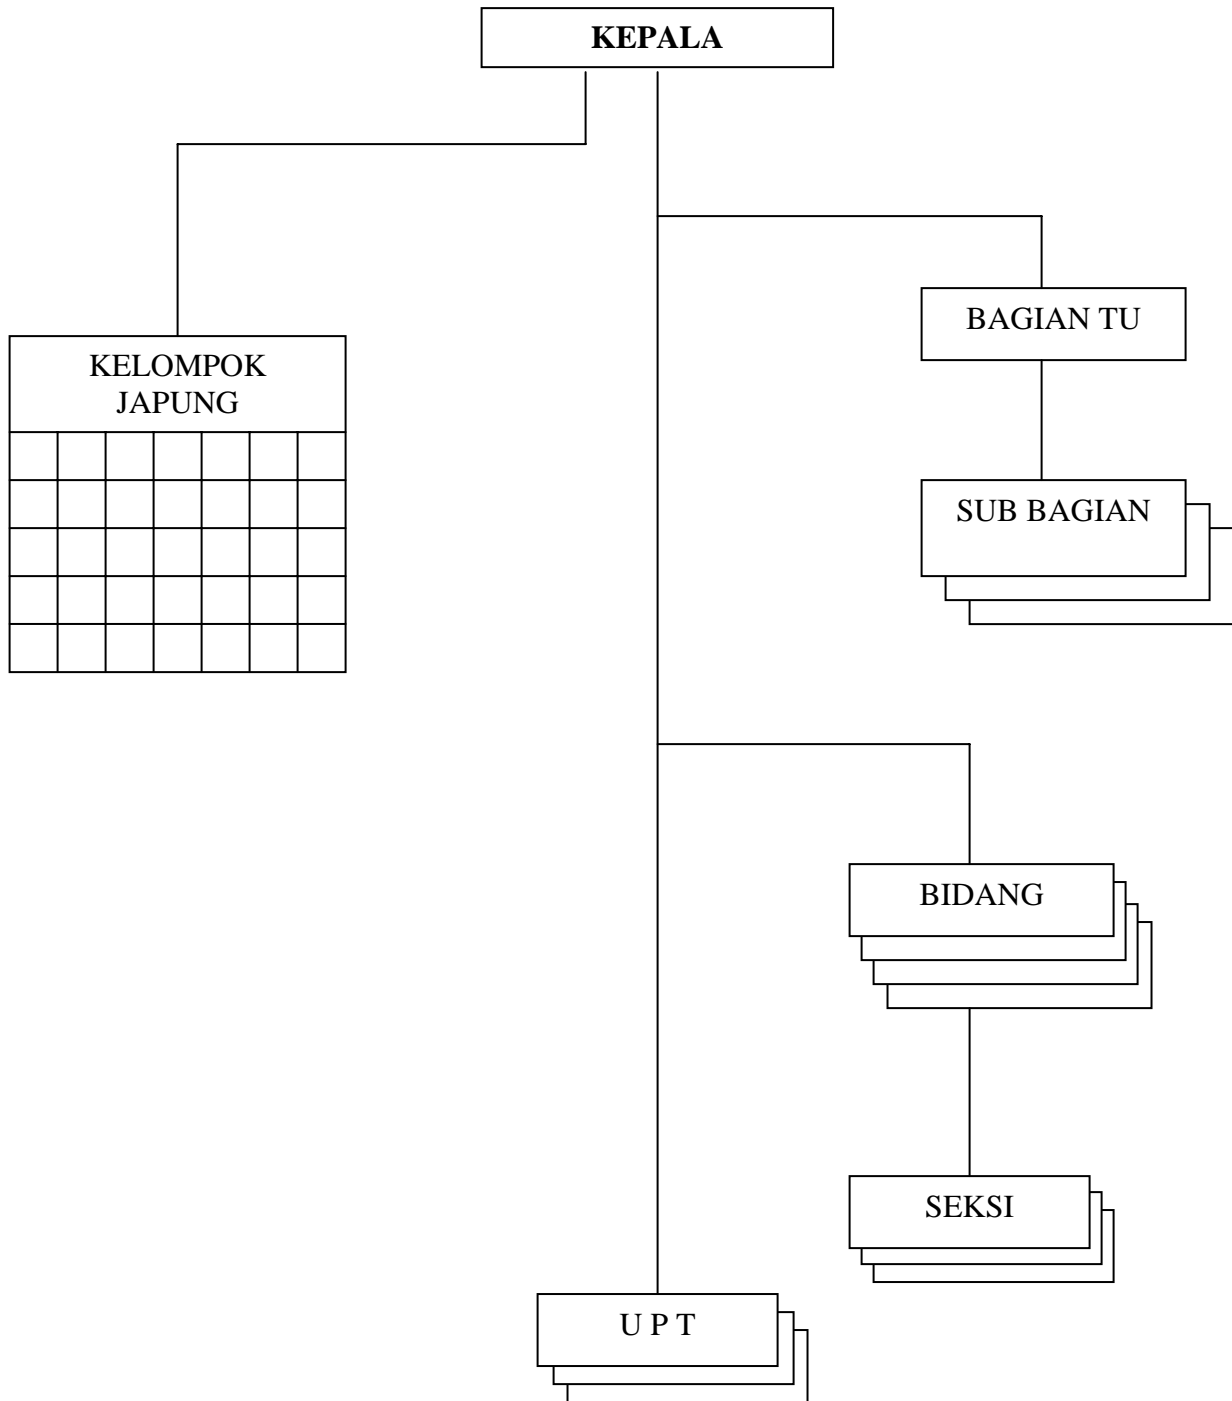 KEPALA
BAGIAN TU
KELOMPOK
JAPUNG
SUB BAGIAN
BIDANG
SEKSI
U P T